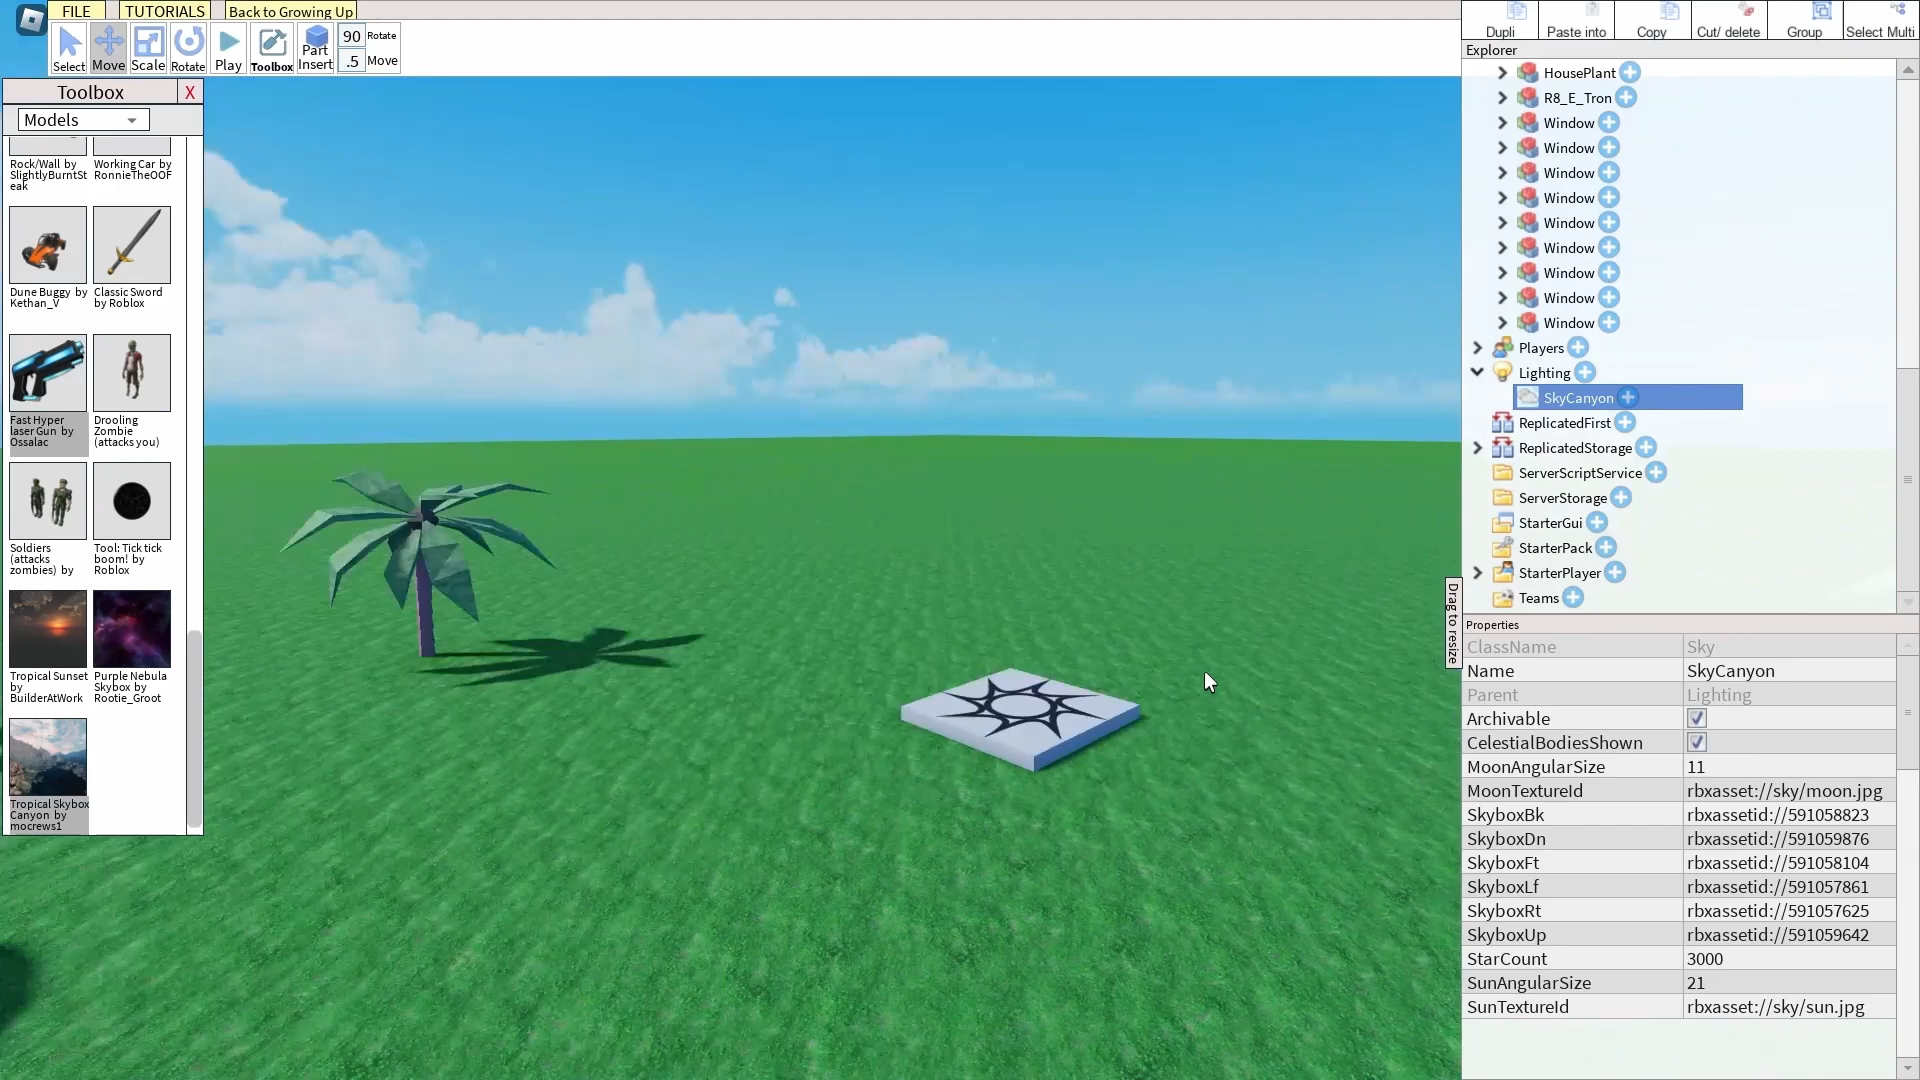 FILE
TUTORIALS
Back to Growing Up
Select
Move
Scale
Rotate
Play
Toolbox
Part
Insert
90 Rotate
.5 Move
Toolbox
X
Models
Rock/Wall by
SlightlyBurntSt
eak
Working Car by
RonnieTheOOF
Dune Buggy by
Kethan_V
Classic Sword
by Roblox
Fast Hyper
laser Gun by
Ossalac
Drooling
Zombie
(attacks you)
Soldiers
(attacks
zombies) by
Tool: Tick tick
boom! by
Roblox
Tropical Sunset
by
BuilderAtWork
Purple Nebula
Skybox by
Rootie_Groot
Tropical Skybox
Canyon by
mocrews1
Dupli
Paste into
Copy
Cut/ delete
Group
Select Multi
Explorer
HousePlant
R8_E_Tron
Window
Window
Window
Window
Window
Window
Window
Window
Window
Players
Lighting
SkyCanyon
ReplicatedFirst
ReplicatedStorage
ServerScriptService
ServerStorage
StarterGui
StarterPack
StarterPlayer
Teams
Drag to resize
Properties
ClassName Sky
Name SkyCanyon
Parent Lighting
Archivable
CelestialBodiesShown
MoonAngularSize 11
MoonTextureId rbxasset://sky/moon.jpg
SkyboxBk rbxassetid://591058823
SkyboxDn rbxassetid://591059876
SkyboxFt rbxassetid://591058104
SkyboxLf rbxassetid://591057861
SkyboxRt rbxassetid://591057625
SkyboxUp rbxassetid://591059642
StarCount 3000
SunAngularSize 21
SunTextureId rbxasset://sky/sun.jpg